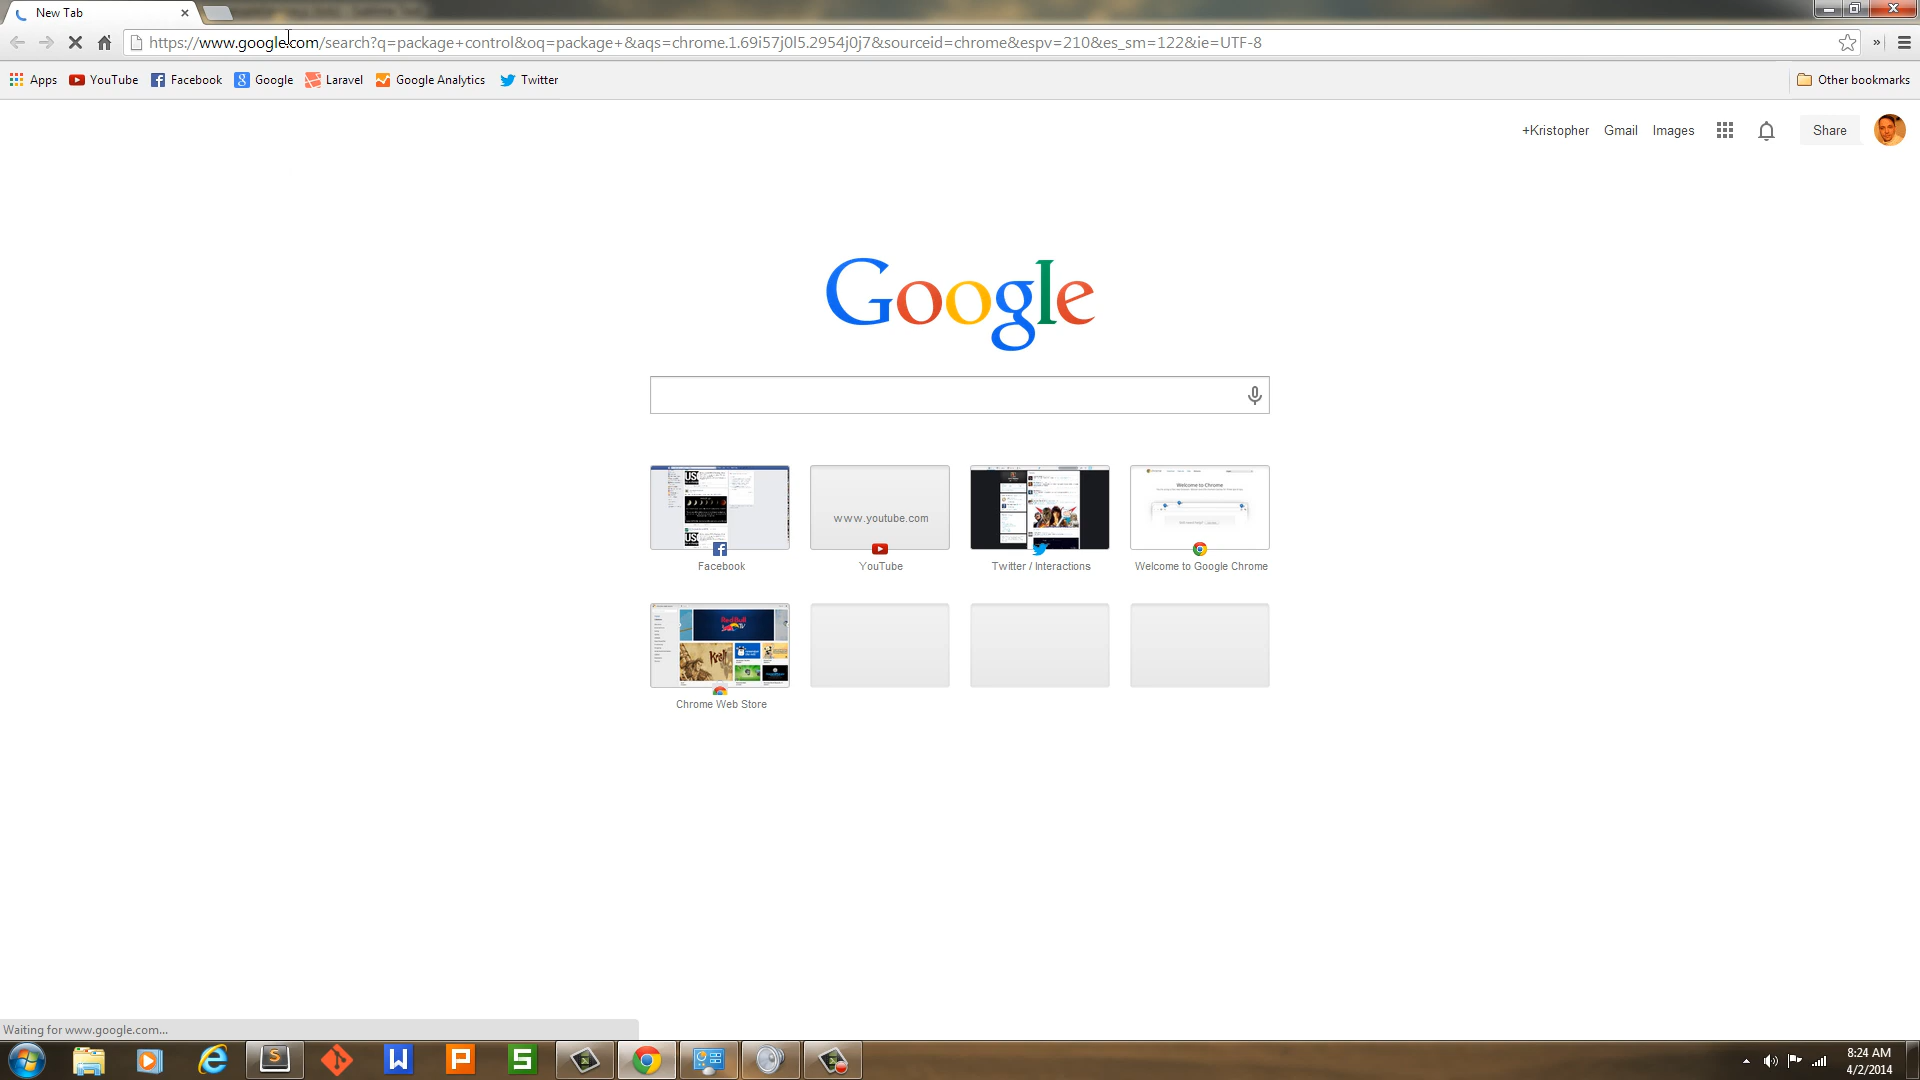 New Tab
https://www.google.com/search?q=package+control&oq=package+&aqs=chrome.1.69i57j0l5.2954j0j7&sourceid=chrome&espv=210&es_sm=122&ie=UTF-8
Apps YouTube Facebook Google Laravel Google Analytics Twitter Other bookmarks
+Kristopher Gmail Images Share
Google
www.youtube.com
Welcome to Chrome
Facebook YouTube Twitter / Interactions Welcome to Google Chrome
Red Bull
TV
Chrome Web Store
Waiting for www.google.com...
S W P S
8:24 AM
4/2/2014